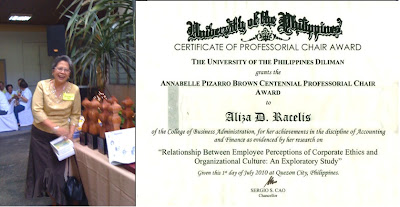 University of the Philippines
CERTIFICATE OF PROFESSORIAL CHAIR AWARD
THE UNIVERSITY OF THE PHILIPPINES DILIMAN
grants the
ANNABELLE PIZARRO BROWN CENTENNIAL PROFESSORIAL CHAIR
AWARD
to
Aliza D. Racelis
of the College of Business Administration, for her achievements in the discipline of Accounting
and Finance as evidenced by her research on
"Relationship Between Employee Perceptions of Corporate Ethics and
Organizational Culture: An Exploratory Study"
Given this 1st day of July 2010 at Quezon City, Philippines.
SERGIO S. CAO
Chancellor